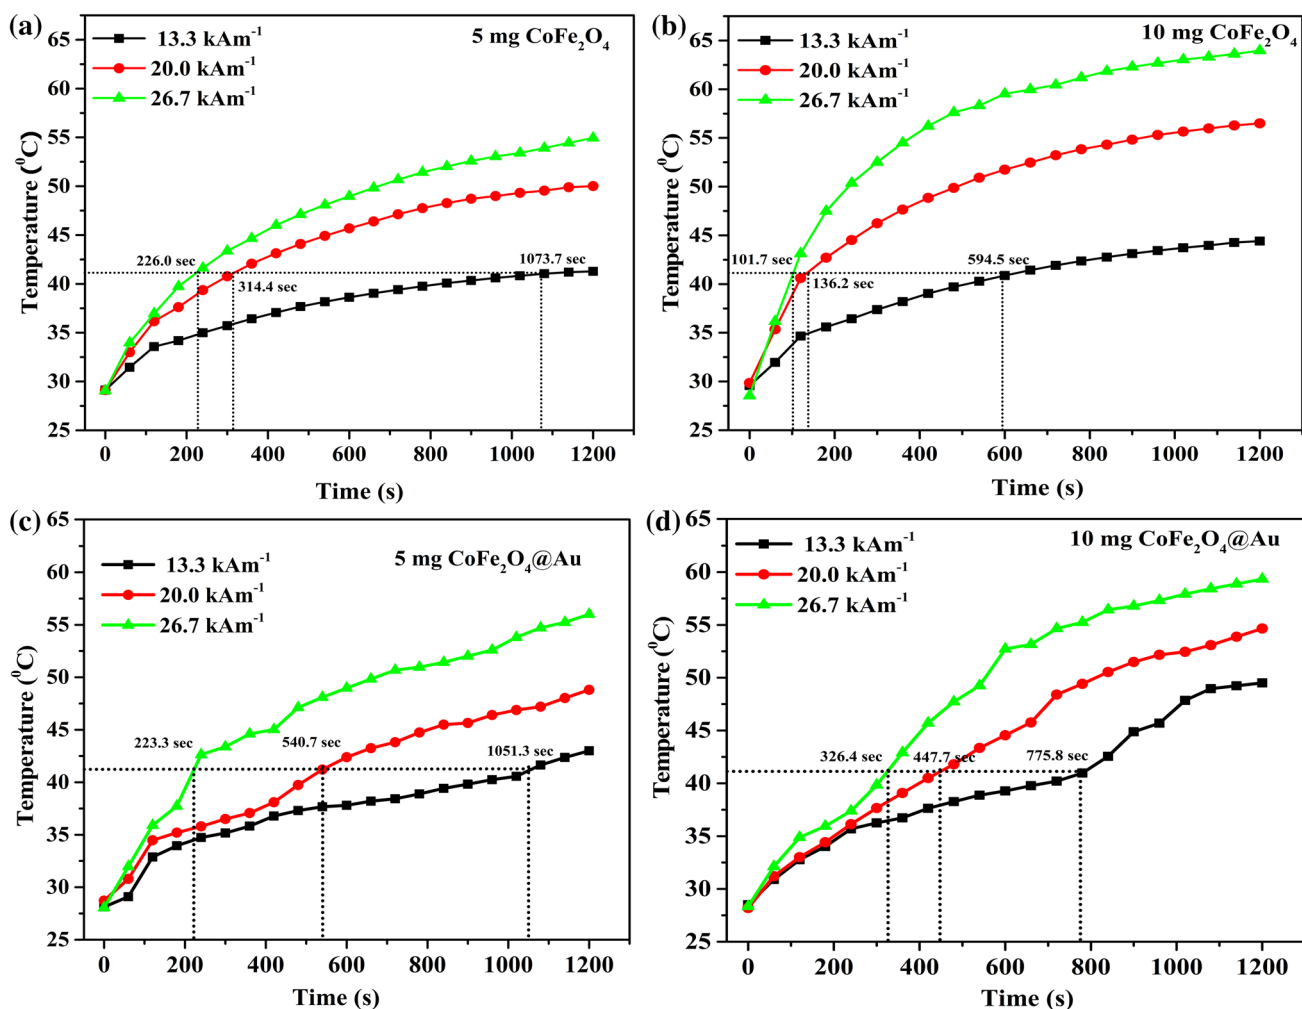 (a)
5 mg CoFe₂O₄
13.3 kAm⁻¹
20.0 kAm⁻¹
26.7 kAm⁻¹
226.0 sec
314.4 sec
1073.7 sec
65
60
55
50
45
40
35
30
25
0 200 400 600 800 1000 1200
Temperature (⁰C)
Time (s)
(b)
10 mg CoFe₂O₄
13.3 kAm⁻¹
20.0 kAm⁻¹
26.7 kAm⁻¹
101.7 sec
136.2 sec
594.5 sec
65
60
55
50
45
40
35
30
25
0 200 400 600 800 1000 1200
Temperature (⁰C)
Time (s)
(c)
5 mg CoFe₂O₄@Au
13.3 kAm⁻¹
20.0 kAm⁻¹
26.7 kAm⁻¹
223.3 sec
540.7 sec
1051.3 sec
65
60
55
50
45
40
35
30
25
0 200 400 600 800 1000 1200
Temperature (⁰C)
Time (s)
(d)
10 mg CoFe₂O₄@Au
13.3 kAm⁻¹
20.0 kAm⁻¹
26.7 kAm⁻¹
326.4 sec
447.7 sec
775.8 sec
65
60
55
50
45
40
35
30
25
0 200 400 600 800 1000 1200
Temperature (⁰C)
Time (s)